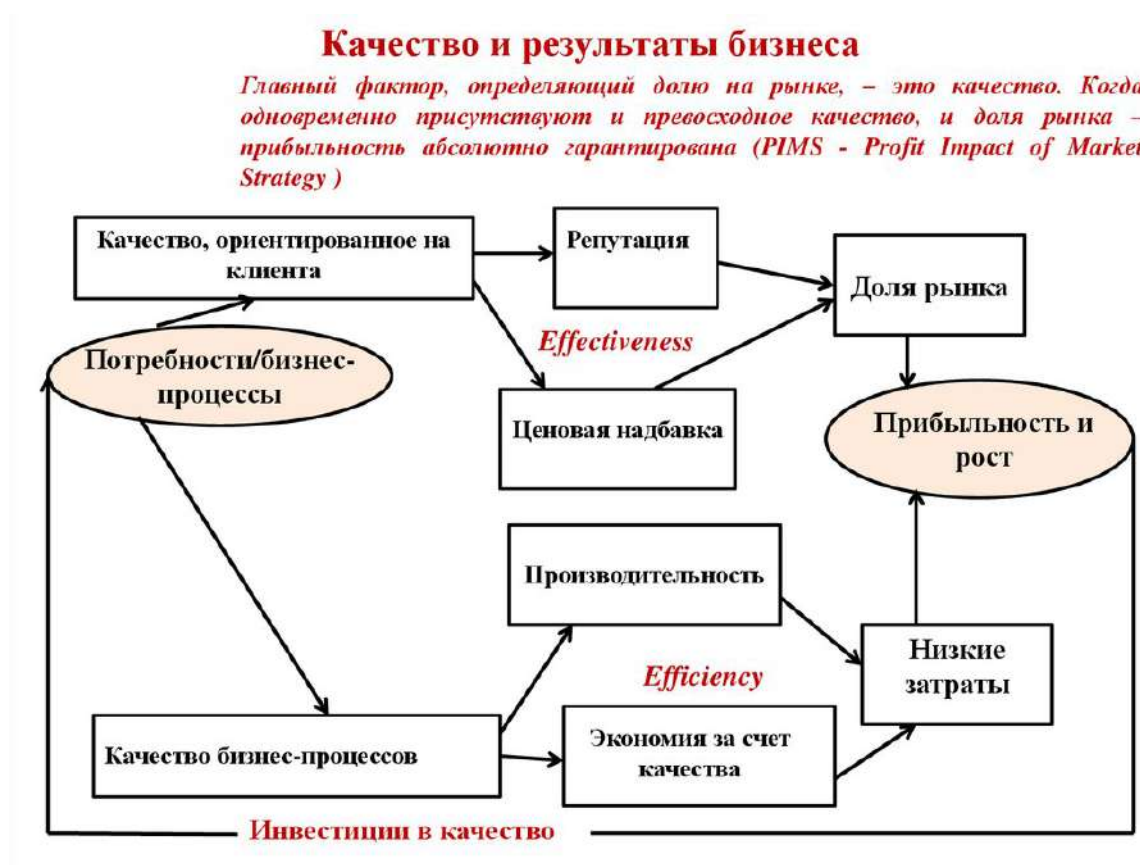 Качество и результаты бизнеса
Главный фактор, определяющий долю на рынке, – это качество. Когда
одновременно присутствуют и превосходное качество, и доля рынка –
прибыльность абсолютно гарантирована (PIMS - Profit Impact of Market
Strategy )
Качество, ориентированное на
клиента
Репутация
Доля рынка
Effectiveness
Потребности/бизнес-
процессы
Ценовая надбавка
Прибыльность и
рост
Производительность
Efficiency
Низкие
затраты
Качество бизнес-процессов
Экономия за счет
качества
Инвестиции в качество